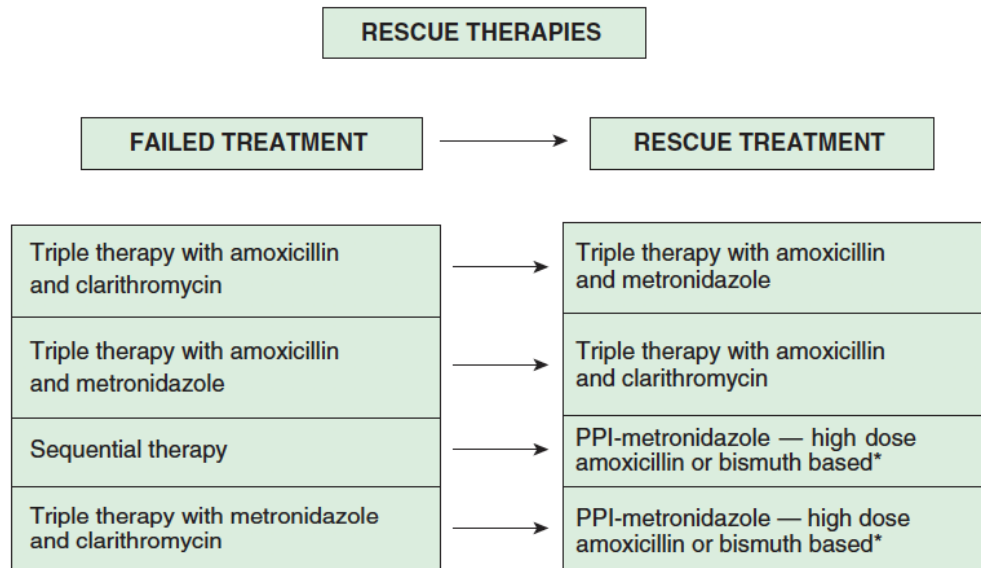 RESCUE THERAPIES
FAILED TREATMENT
RESCUE TREATMENT
Triple therapy with amoxicillin
and clarithromycin
Triple therapy with amoxicillin
and metronidazole
Triple therapy with amoxicillin
and metronidazole
Triple therapy with amoxicillin
and clarithromycin
Sequential therapy
PPI-metronidazole — high dose
amoxicillin or bismuth based*
Triple therapy with metronidazole
and clarithromycin
PPI-metronidazole — high dose
amoxicillin or bismuth based*